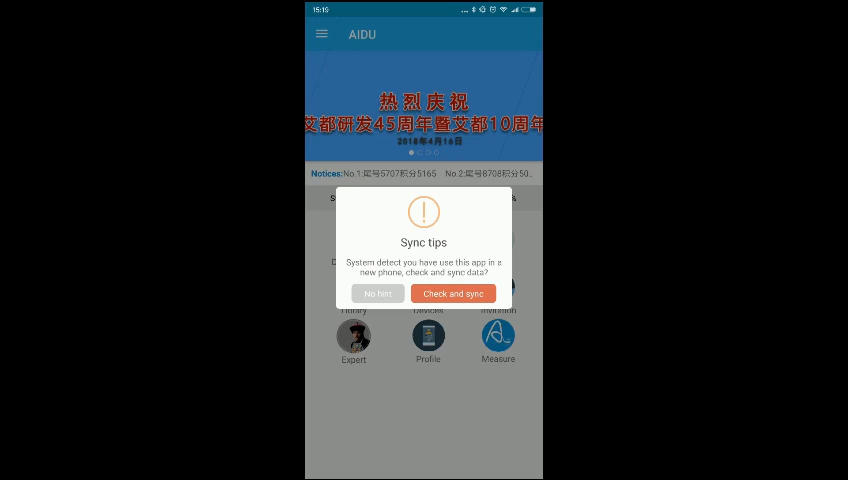 15:19
AIDU
热烈庆祝
艾都研发45周年暨艾都10周年
2018年4月16日
Notices:No.1:尾号5707积分5165 No.2:尾号8708积分50...
Sync tips
System detect you have use this app in a
new phone, check and sync data?
No hint Check and sync
Library Devices Invitation
Expert Profile Measure